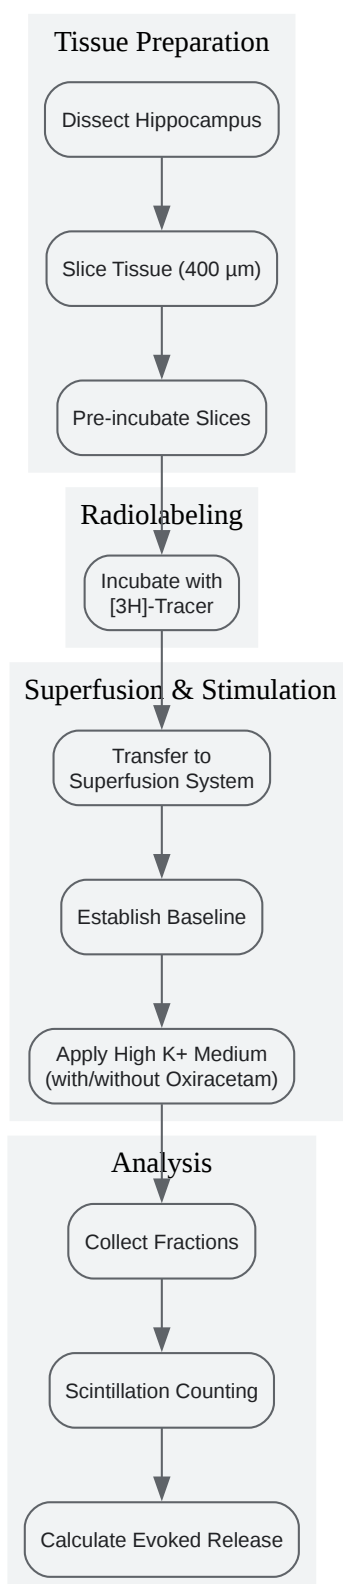 Tissue Preparation
Dissect Hippocampus
Slice Tissue (400 µm)
Pre-incubate Slices
Radiolabeling
Incubate with
[3H]-Tracer
Superfusion & Stimulation
Transfer to
Superfusion System
Establish Baseline
Apply High K+ Medium
(with/without Oxiracetam)
Analysis
Collect Fractions
Scintillation Counting
Calculate Evoked Release